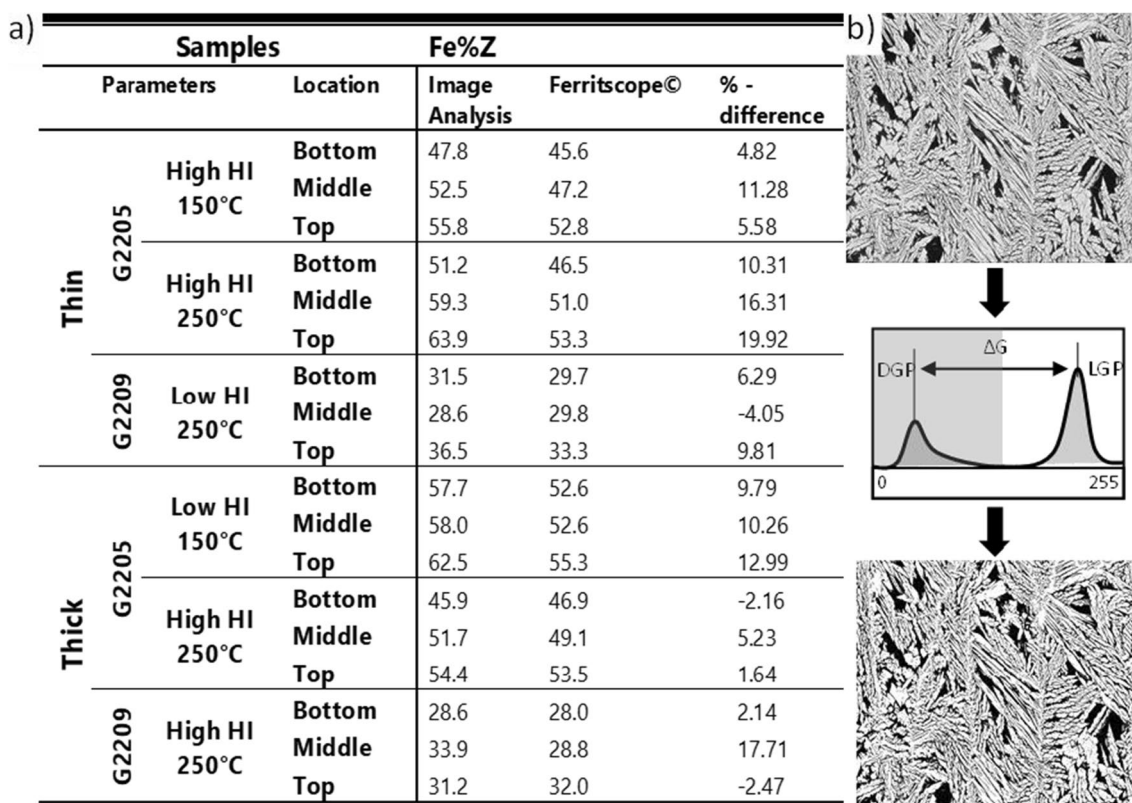 a)
Samples Fe%Z
Parameters Location Image Analysis Ferritscope© % - difference
Thin
G2205
High HI 150°C
Bottom 47.8 45.6 4.82
Middle 52.5 47.2 11.28
Top 55.8 52.8 5.58
High HI 250°C
Bottom 51.2 46.5 10.31
Middle 59.3 51.0 16.31
Top 63.9 53.3 19.92
G2209
Low HI 250°C
Bottom 31.5 29.7 6.29
Middle 28.6 29.8 -4.05
Top 36.5 33.3 9.81
Thick
G2205
Low HI 150°C
Bottom 57.7 52.6 9.79
Middle 58.0 52.6 10.26
Top 62.5 55.3 12.99
High HI 250°C
Bottom 45.9 46.9 -2.16
Middle 51.7 49.1 5.23
Top 54.4 53.5 1.64
G2209
High HI 250°C
Bottom 28.6 28.0 2.14
Middle 33.9 28.8 17.71
Top 31.2 32.0 -2.47
b)
ΔG
DGP LGP
0 255